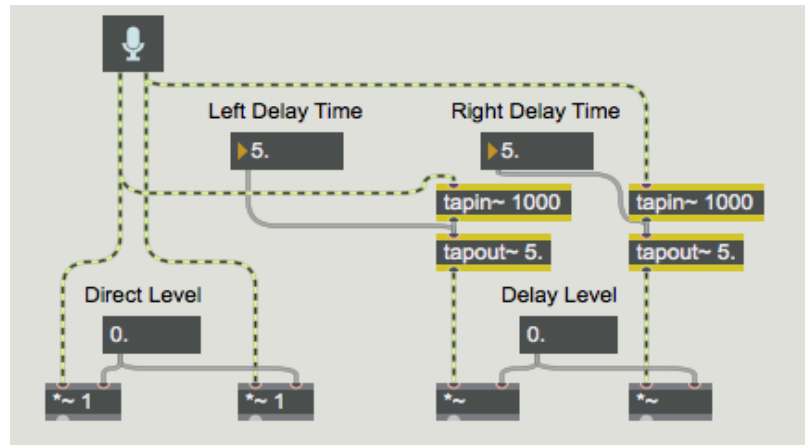 Left Delay Time
Right Delay Time
5.
5.
tapin~ 1000
tapin~ 1000
tapout~ 5.
tapout~ 5.
Direct Level
Delay Level
0.
0.
*~ 1
*~ 1
*~
*~